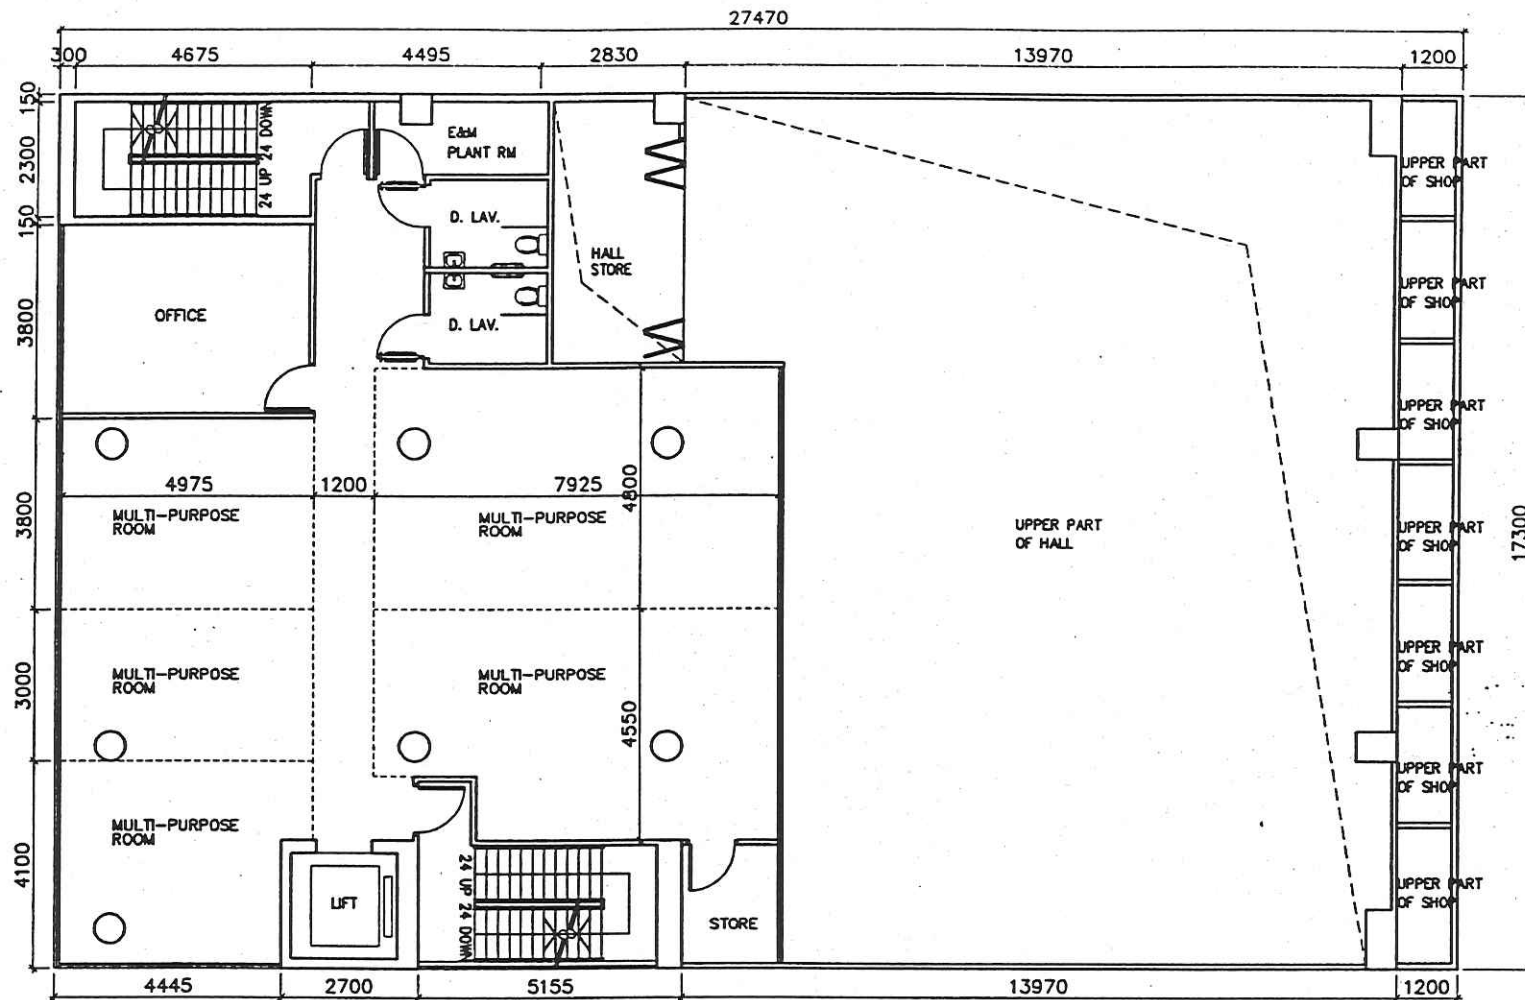 27470
300 4675 4495 2830 13970 1200
150
2300
150
3800
3800
3000
4100
17300
24 UP 24 DOWN
E&M
PLANT RM
D. LAV.
D. LAV.
HALL
STORE
OFFICE
4975 1200 7925
4800
4550
MULTI-PURPOSE
ROOM
MULTI-PURPOSE
ROOM
MULTI-PURPOSE
ROOM
MULTI-PURPOSE
ROOM
MULTI-PURPOSE
ROOM
UPPER PART
OF HALL
UPPER PART
OF SHOP
UPPER PART
OF SHOP
UPPER PART
OF SHOP
UPPER PART
OF SHOP
UPPER PART
OF SHOP
UPPER PART
OF SHOP
UPPER PART
OF SHOP
LIFT
24 UP 24 DOWN
STORE
4445 2700 5155 13970 1200